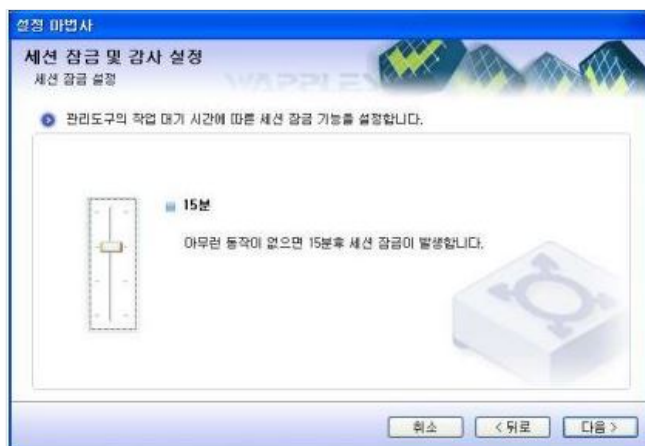 설정 마법사
세션 잠금 및 감사 설정
세션 잠금 설정
WAPPLES
관리도구의 작업 대기 시간에 따른 세션 잠금 기능를 설정합니다.
15분
아무런 동작이 없으면 15분후 세션 잠금이 발생합니다.
취소
< 뒤로
다음 >